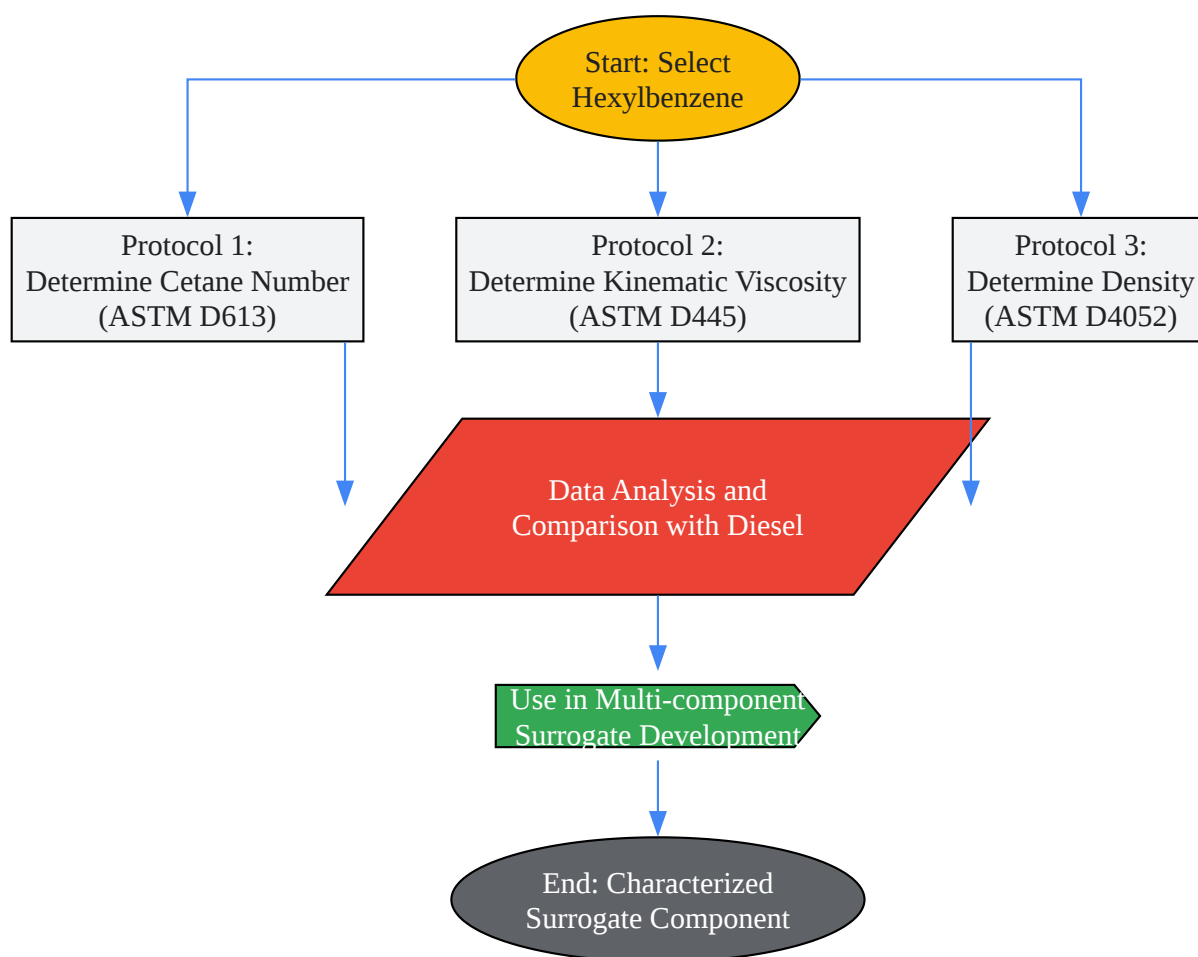 Start: Select
Hexylbenzene
Protocol 1:
Determine Cetane Number
(ASTM D613)
Protocol 2:
Determine Kinematic Viscosity
(ASTM D445)
Protocol 3:
Determine Density
(ASTM D4052)
Data Analysis and
Comparison with Diesel
Use in Multi-component
Surrogate Development
End: Characterized
Surrogate Component